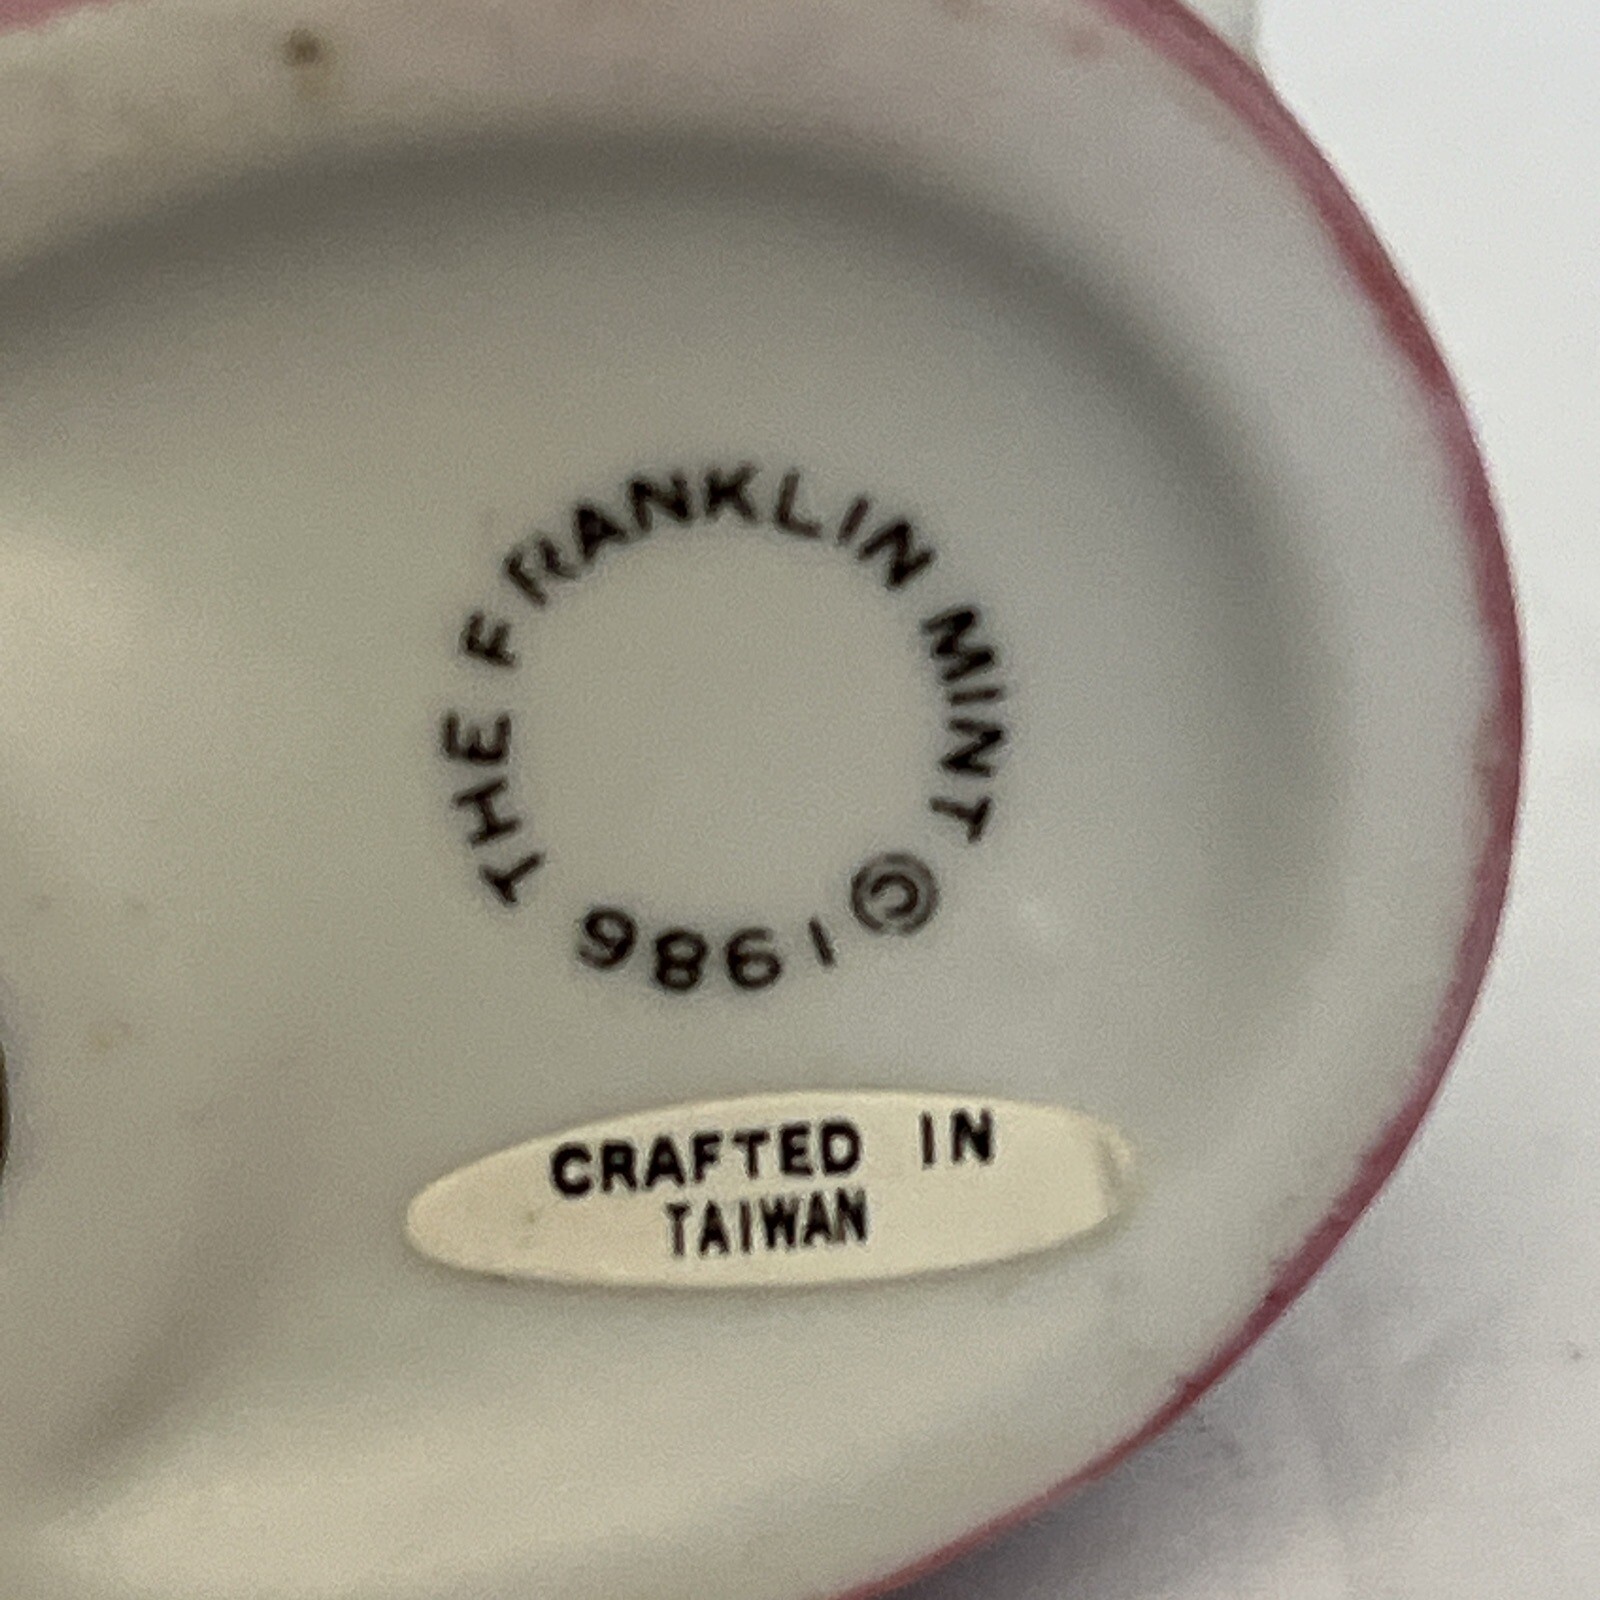 THE FRANKLIN MINT © 1986
CRAFTED IN
TAIWAN